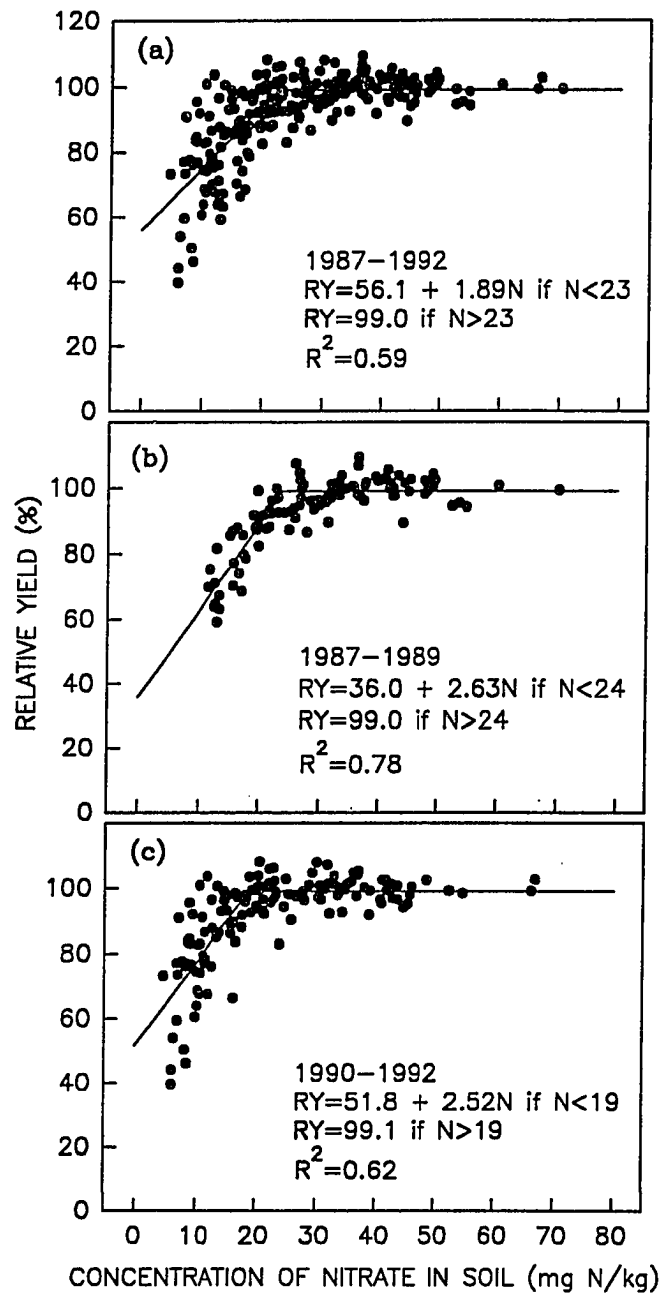 RELATIVE YIELD (%)
120
(a)
100
80
60
40
20
0
1987–1992
RY=56.1 + 1.89N if N<23
RY=99.0 if N>23
R²=0.59
(b)
100
80
60
40
20
0
1987–1989
RY=36.0 + 2.63N if N<24
RY=99.0 if N>24
R²=0.78
(c)
100
80
60
40
20
0
1990–1992
RY=51.8 + 2.52N if N<19
RY=99.1 if N>19
R²=0.62
0 10 20 30 40 50 60 70 80
CONCENTRATION OF NITRATE IN SOIL (mg N/kg)